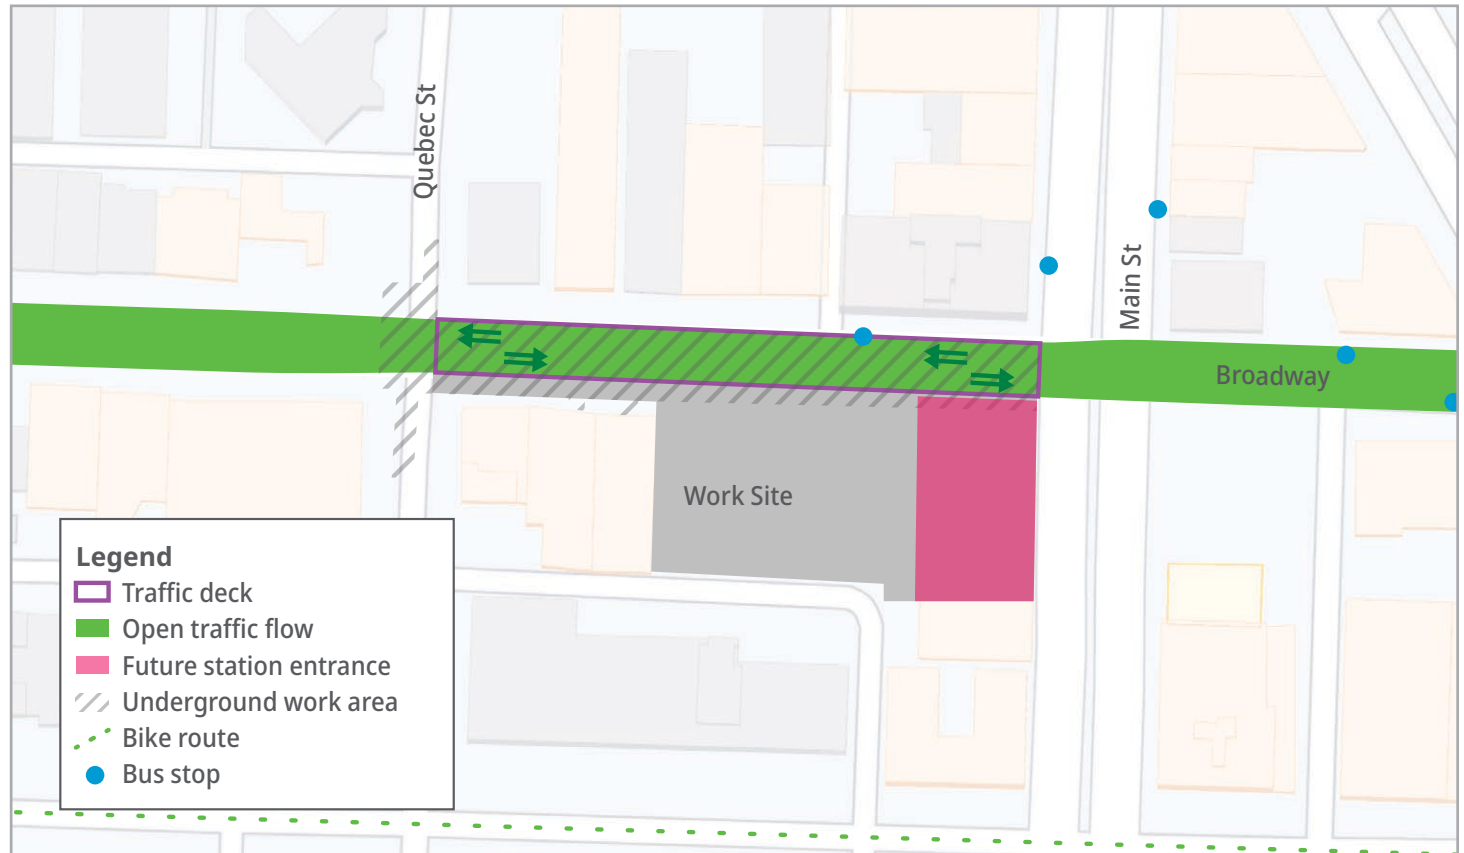 Quebec St
Main St
Broadway
Work Site
Legend
Traffic deck
Open traffic flow
Future station entrance
Underground work area
Bike route
Bus stop